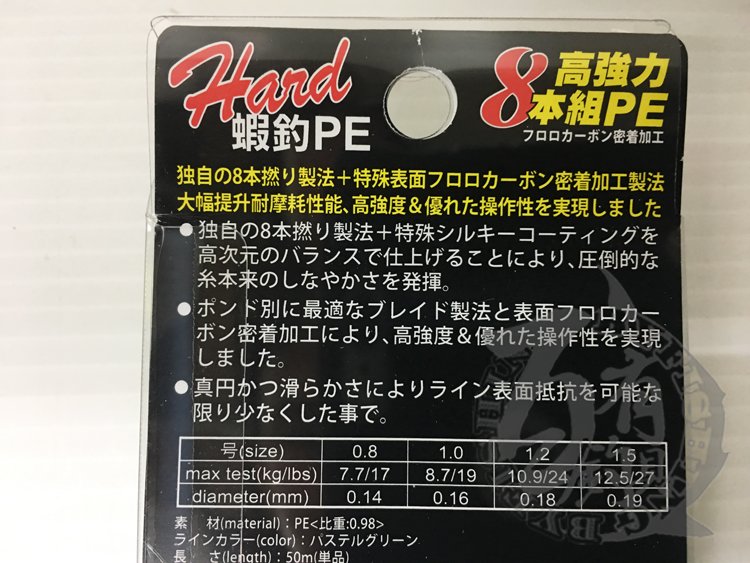 Hard
蝦釣PE
8
高強力
本組PE
フロロカーボン密着加工
独自の8本撚り製法＋特殊表面フロロカーボン密着加工製法
大幅提升耐摩耗性能、高強度＆優れた操作性を実現しました
● 独自の8本撚り製法＋特殊シルキーコーティングを
高次元のバランスで仕上げることにより、圧倒的な
糸本来のしなやかさを発揮。
● ポンド別に最適なブレイド製法と表面フロロカー
ボン密着加工により、高強度＆優れた操作性を実現
しました。
● 真円かつ滑らかさによりライン表面抵抗を可能な
限り少なくした事で。
号(size) 0.8 1.0 1.2 1.5
max test(kg/lbs) 7.7/17 8.7/19 10.9/24 12.5/27
diameter(mm) 0.14 0.16 0.18 0.19
素 材(material)：PE<比重:0.98>
ラインカラー(color)：パステルグリーン
長 さ(length)：50m(単品)